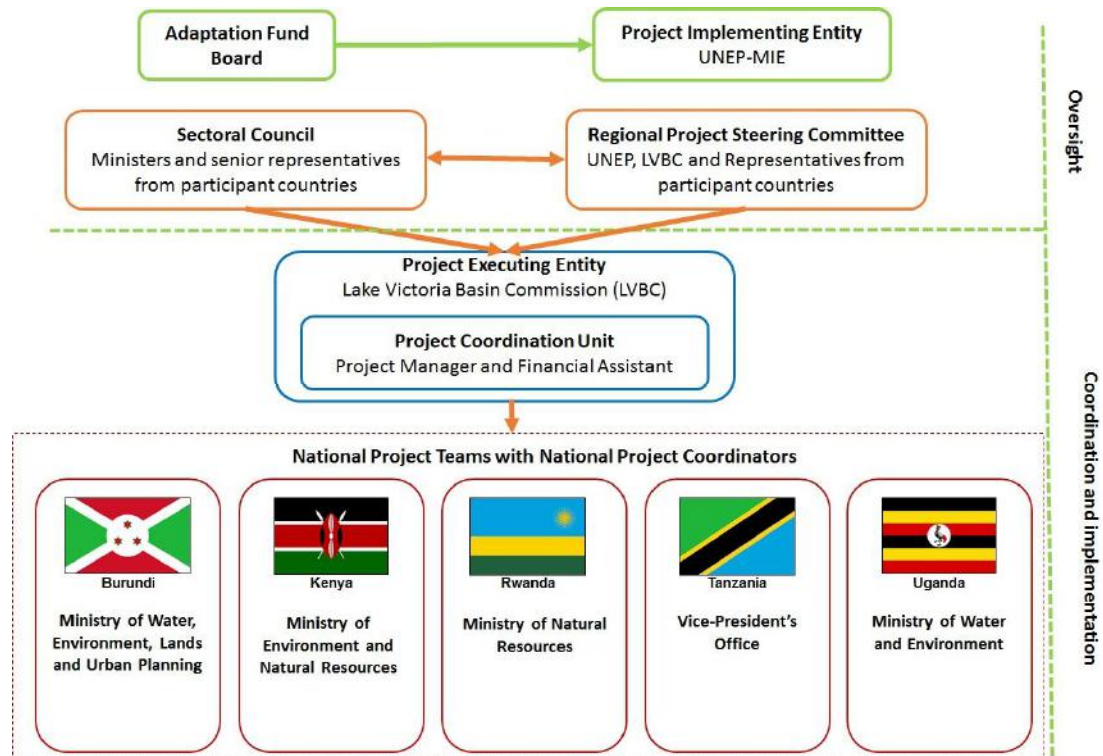 Adaptation Fund
Board
Project Implementing Entity
UNEP-MIE
Sectoral Council
Ministers and senior representatives
from participant countries
Regional Project Steering Committee
UNEP, LVBC and Representatives from
participant countries
Oversight
Project Executing Entity
Lake Victoria Basin Commission (LVBC)
Project Coordination Unit
Project Manager and Financial Assistant
Coordination and implementation
National Project Teams with National Project Coordinators
Burundi
Ministry of Water,
Environment, Lands
and Urban Planning
Kenya
Ministry of
Environment and
Natural Resources
Rwanda
Ministry of Natural
Resources
Tanzania
Vice-President’s
Office
Uganda
Ministry of Water
and Environment